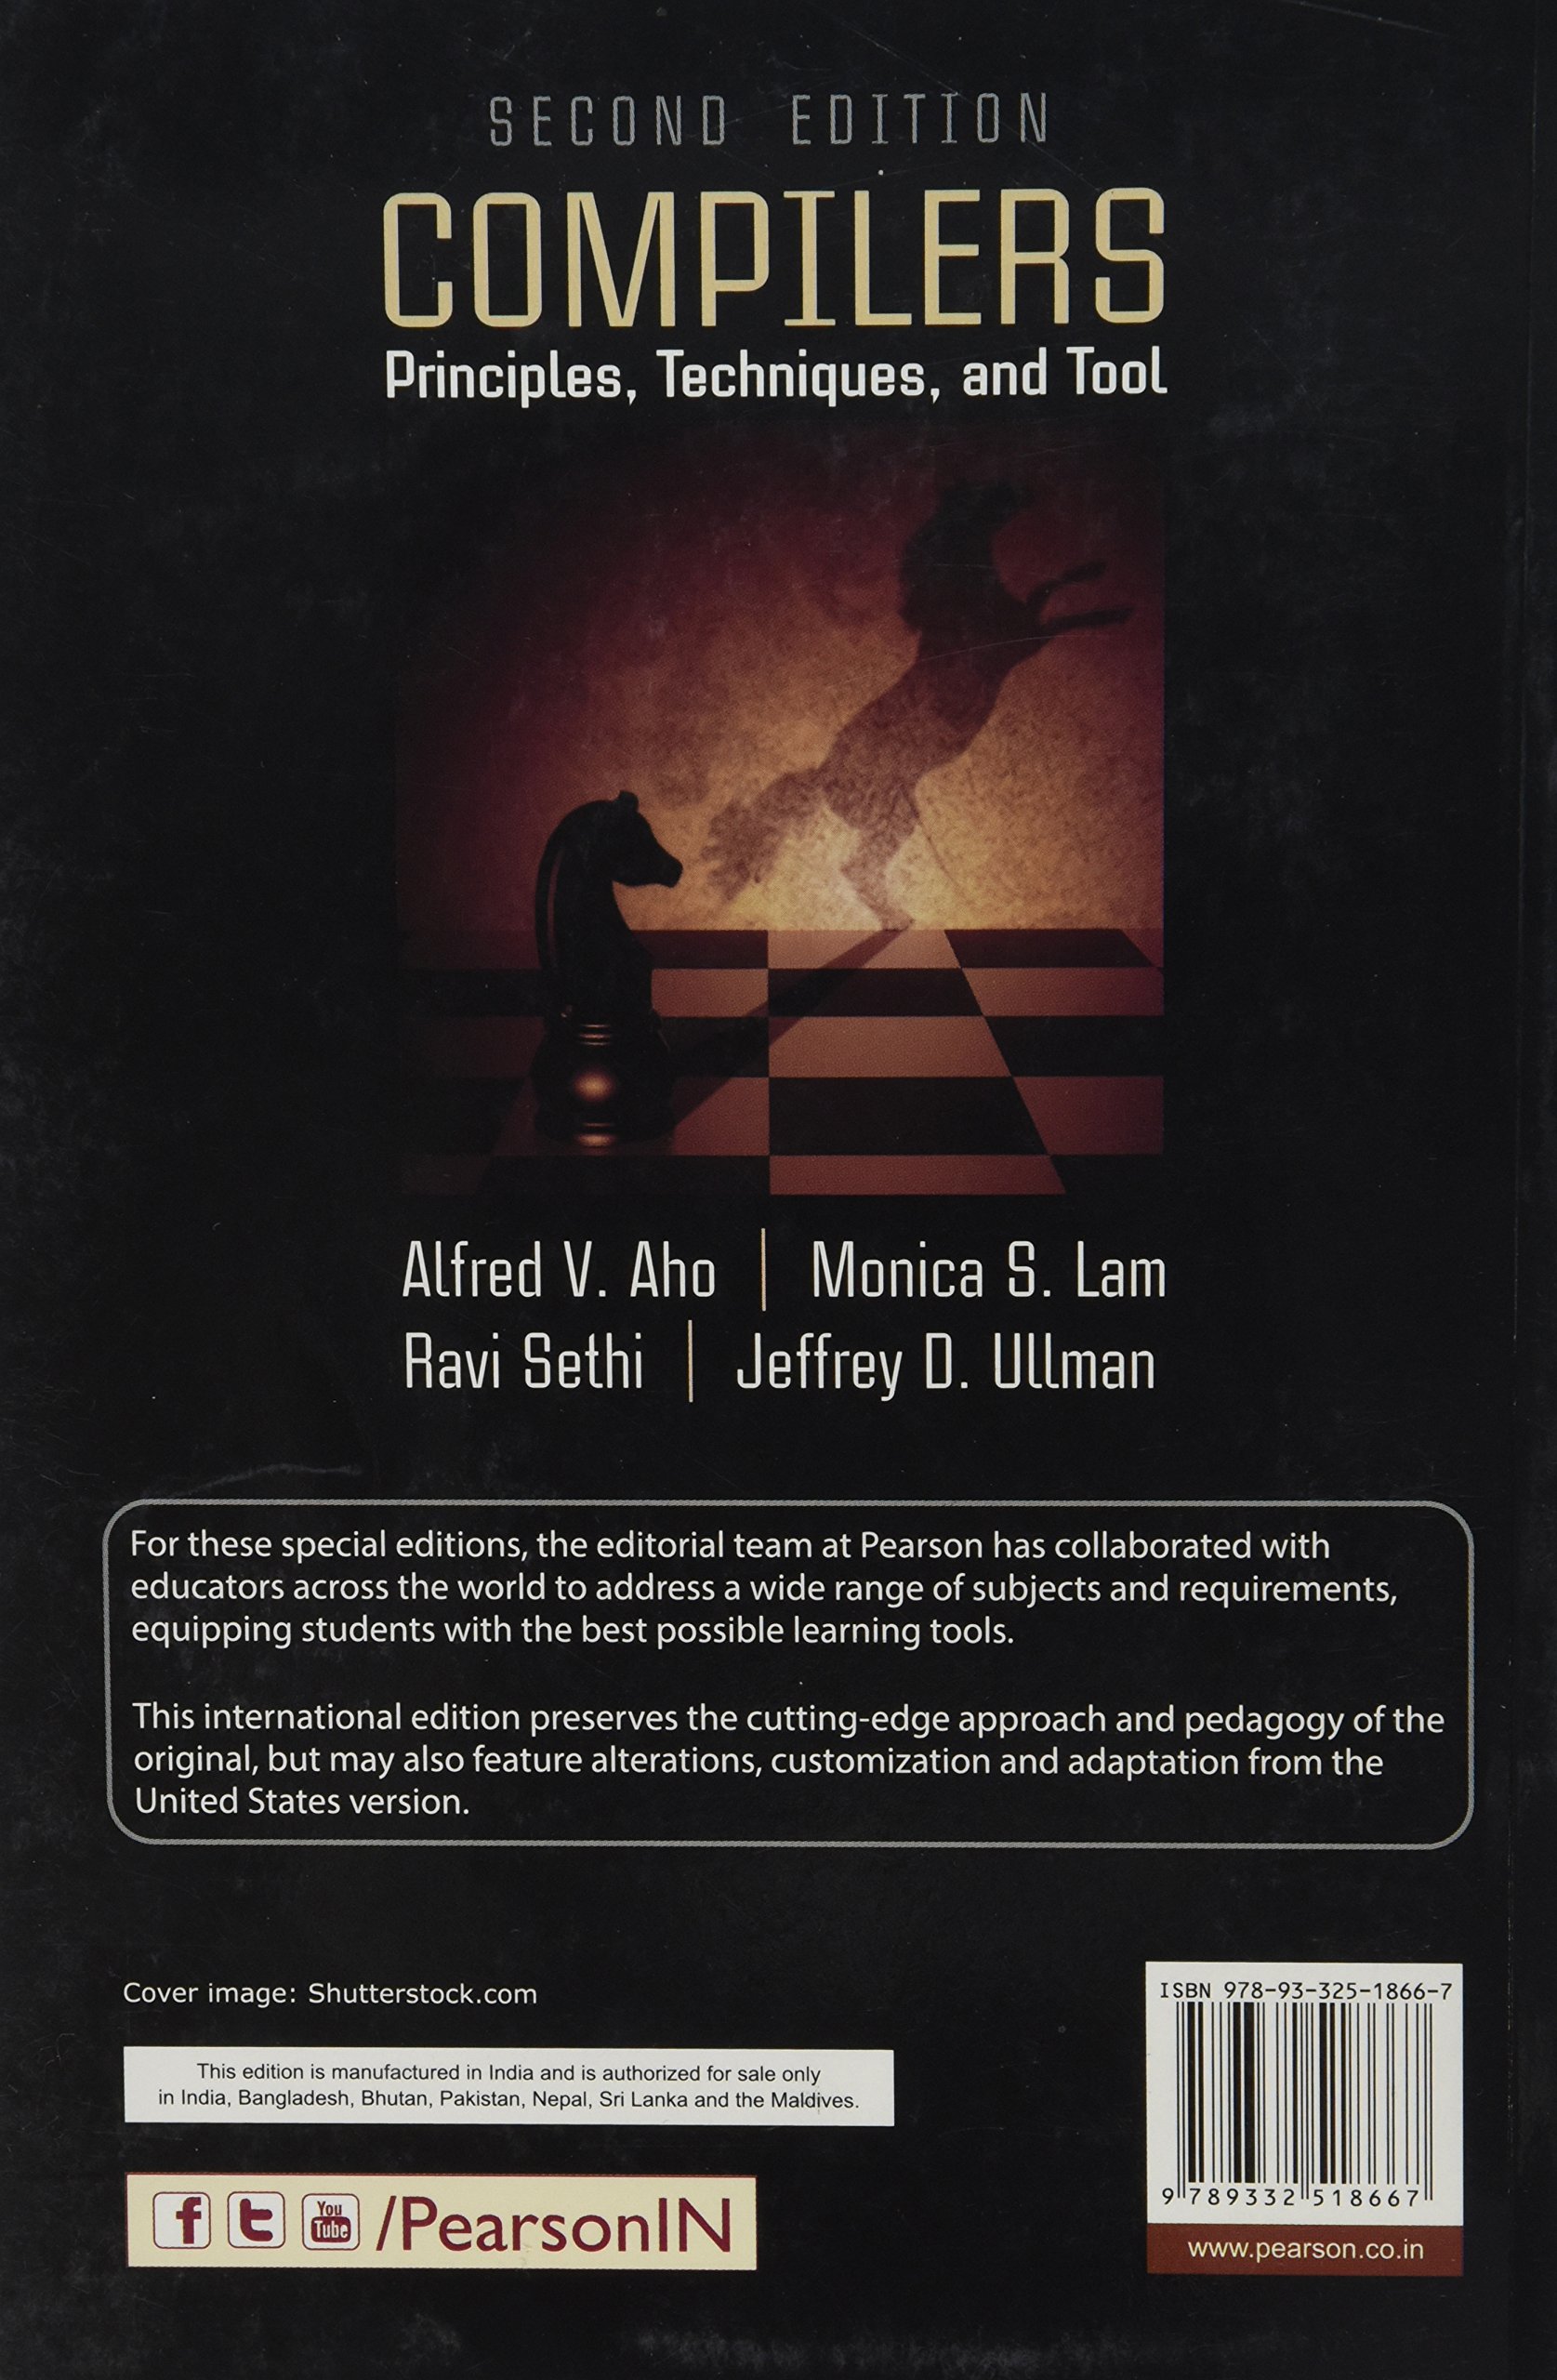 SECOND EDITION
COMPILERS
Principles, Techniques, and Tool
Alfred V. Aho | Monica S. Lam
Ravi Sethi | Jeffrey D. Ullman
For these special editions, the editorial team at Pearson has collaborated with
educators across the world to address a wide range of subjects and requirements,
equipping students with the best possible learning tools.
This international edition preserves the cutting-edge approach and pedagogy of the
original, but may also feature alterations, customization and adaptation from the
United States version.
Cover image: Shutterstock.com
This edition is manufactured in India and is authorized for sale only
in India, Bangladesh, Bhutan, Pakistan, Nepal, Sri Lanka and the Maldives.
f t You Tube /PearsonIN
ISBN 978-93-325-1866-7
9 789332 518667
www.pearson.co.in